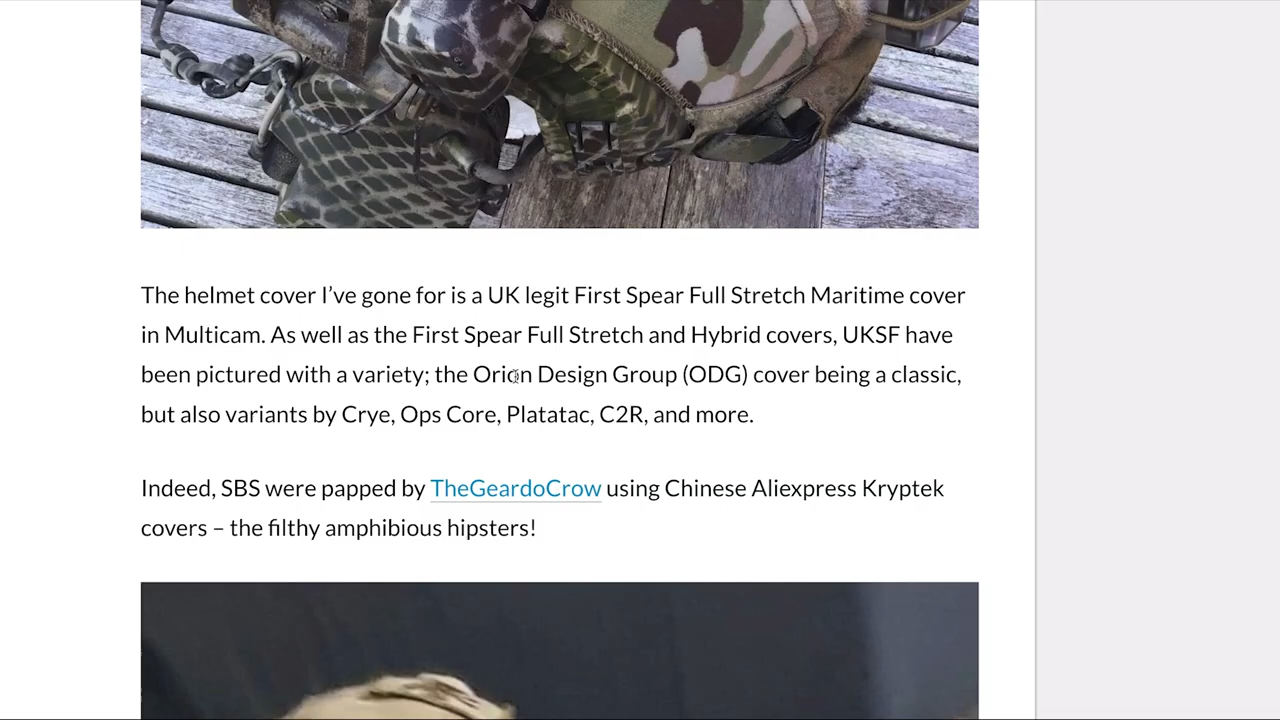 The helmet cover I’ve gone for is a UK legit First Spear Full Stretch Maritime cover
in Multicam. As well as the First Spear Full Stretch and Hybrid covers, UKSF have
been pictured with a variety; the Orion Design Group (ODG) cover being a classic,
but also variants by Crye, Ops Core, Platatac, C2R, and more.
Indeed, SBS were papped by TheGeardoCrow using Chinese Aliexpress Kryptek
covers – the filthy amphibious hipsters!